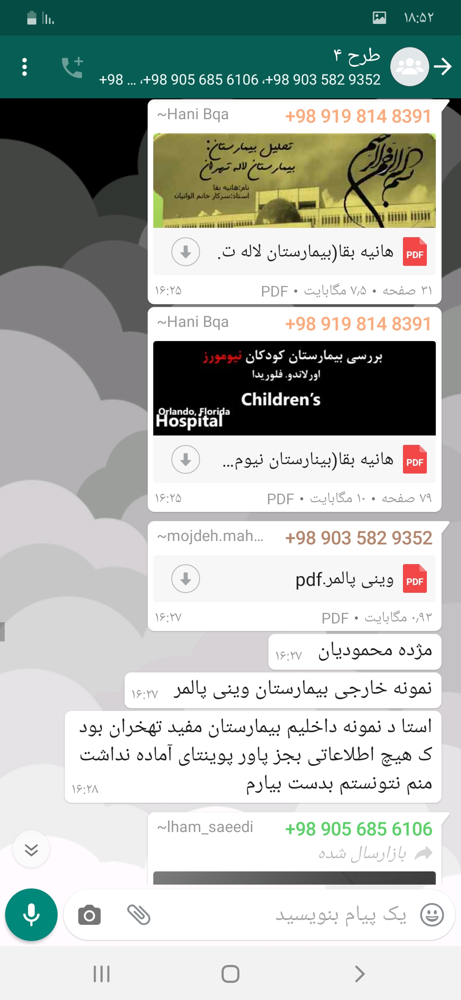 ۱۸:۵۲
طرح ۴
+98 903 582 9352، +98 905 685 6106، +98 ...
+98 919 814 8391
~Hani Bqa
بسم الله الرحمن الرحیم
تحلیل بیمارستان:
بیمارستان لاله تهران
نام:هانیه بقا
استاد:سرکار خانم الوانیان
PDF
هانیه بقا(بیمارستان لاله ت.
۳۱ صفحه • ۷٫۵ مگابایت • PDF
۱۶:۲۵
+98 919 814 8391
~Hani Bqa
بررسی بیمارستان کودکان نیومورز
اورلاندو. فلوریدا
Children's
Orlando, Florida
Hospital
PDF
هانیه بقا(بینارستان نیوم...
۷۹ صفحه • ۱۰ مگابایت • PDF
۱۶:۲۵
+98 903 582 9352
~mojdeh.mah...
PDF
وینی پالمر.pdf
۰٫۹۳ مگابایت • PDF
۱۶:۲۷
مژده محمودیان
۱۶:۲۷
نمونه خارجی بیمارستان وینی پالمر
۱۶:۲۷
استا د نمونه داخلیم بیمارستان مفید تهخران بود
ک هیچ اطلاعاتی بجز پاور پوینتای آماده نداشت
منم نتونستم بدست بیارم
۱۶:۲۸
+98 905 685 6106
~lham_saeedi
بازارسال شده
یک پیام بنویسید